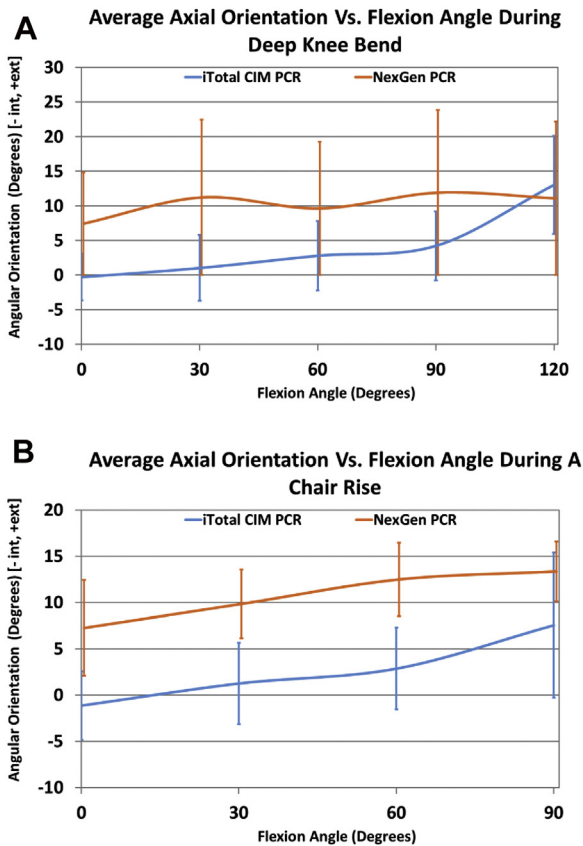 A
Average Axial Orientation Vs. Flexion Angle During
Deep Knee Bend
iTotal CIM PCR
NexGen PCR
Angular Orientation (Degrees) [- int, +ext]
30
25
20
15
10
5
0
-5
-10
0 30 60 90 120
Flexion Angle (Degrees)
B
Average Axial Orientation Vs. Flexion Angle During A
Chair Rise
iTotal CIM PCR
NexGen PCR
Angular Orientation (Degrees) [- int, +ext]
20
15
10
5
0
-5
-10
0 30 60 90
Flexion Angle (Degrees)